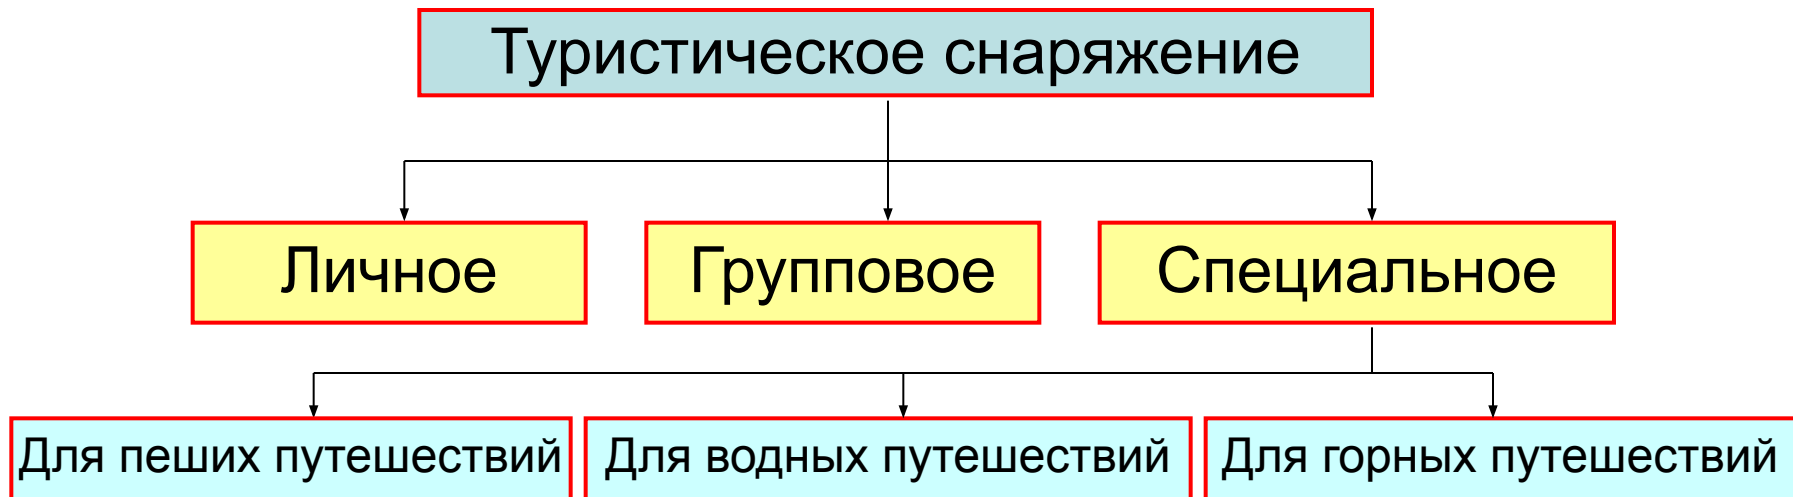 Туристическое снаряжение
Личное
Групповое
Специальное
Для пеших путешествий
Для водных путешествий
Для горных путешествий